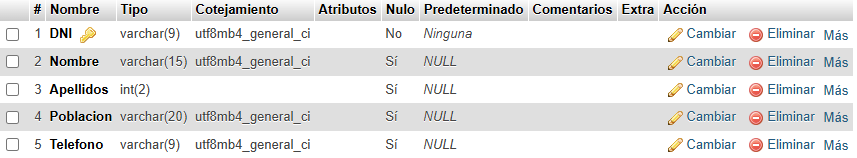 # Nombre Tipo Cotejamiento Atributos Nulo Predeterminado Comentarios Extra Acción
1 DNI varchar(9) utf8mb4_general_ci No Ninguna Cambiar Eliminar Más
2 Nombre varchar(15) utf8mb4_general_ci Sí NULL Cambiar Eliminar Más
3 Apellidos int(2) Sí NULL Cambiar Eliminar Más
4 Poblacion varchar(20) utf8mb4_general_ci Sí NULL Cambiar Eliminar Más
5 Telefono varchar(9) utf8mb4_general_ci Sí NULL Cambiar Eliminar Más